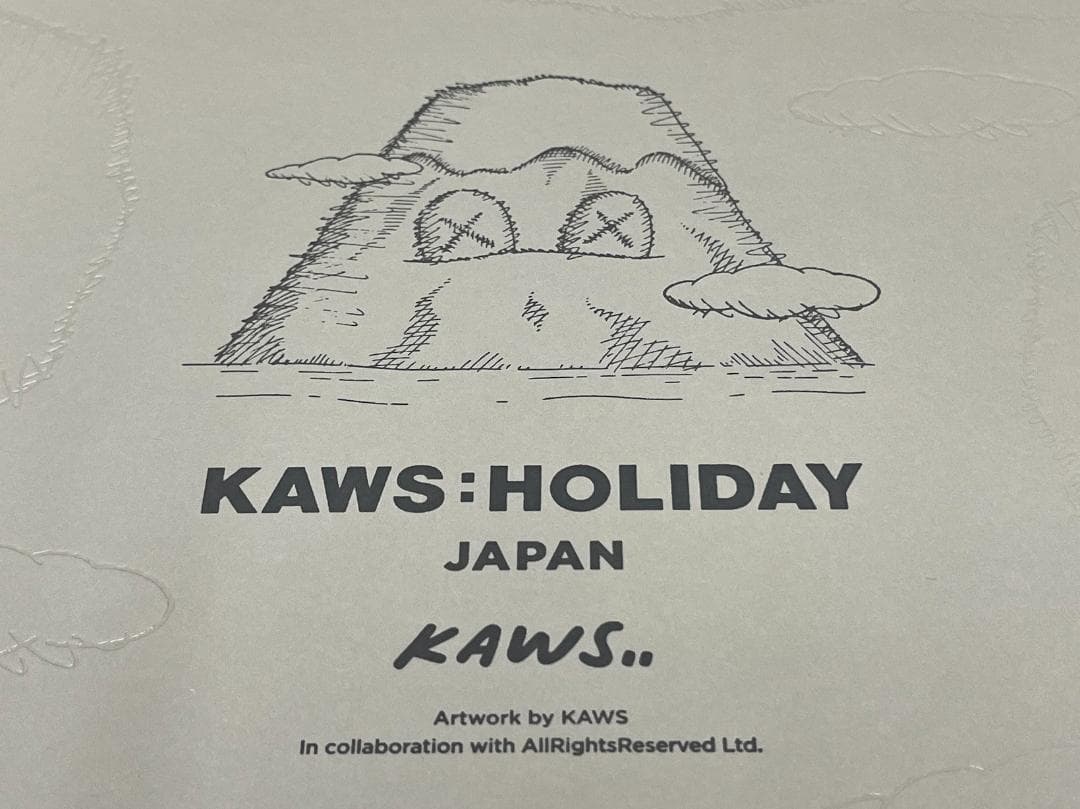 KAWS:HOLIDAY
JAPAN
KAWS..
Artwork by KAWS
In collaboration with AllRightsReserved Ltd.